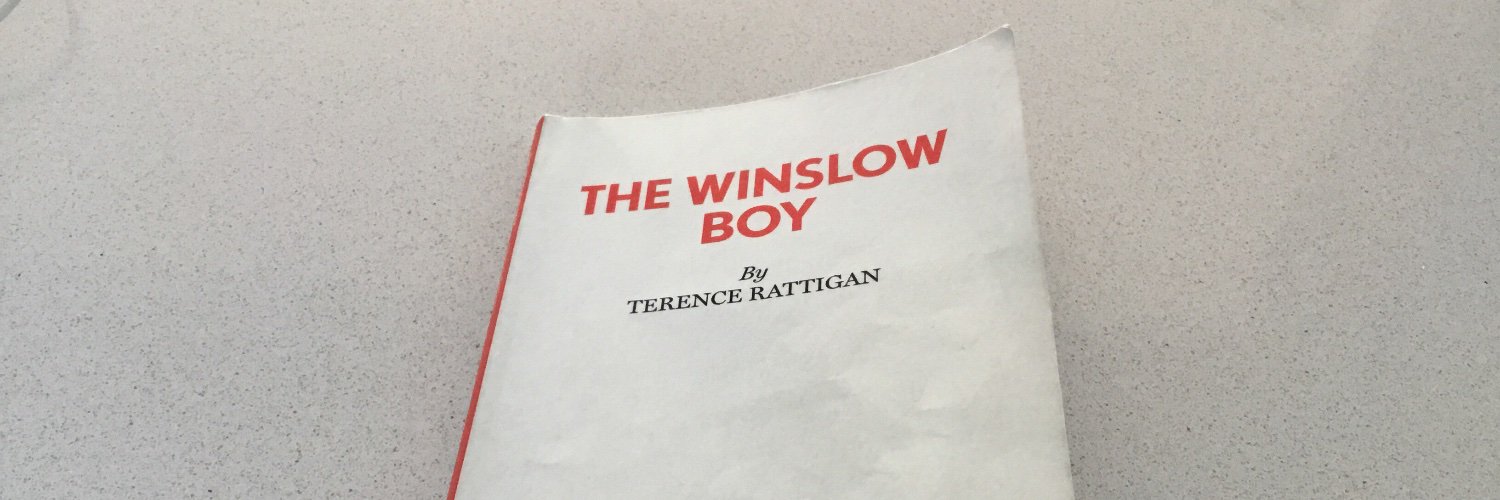 THE WINSLOW
BOY
By
TERENCE RATTIGAN